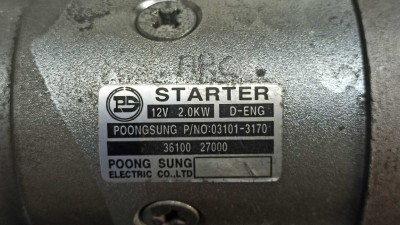 PS STARTER
12V 2.0KW D-ENG
POONGSUNG P/NO:03101-3170
36100 27000
POONG SUNG
ELECTRIC CO.,LTD